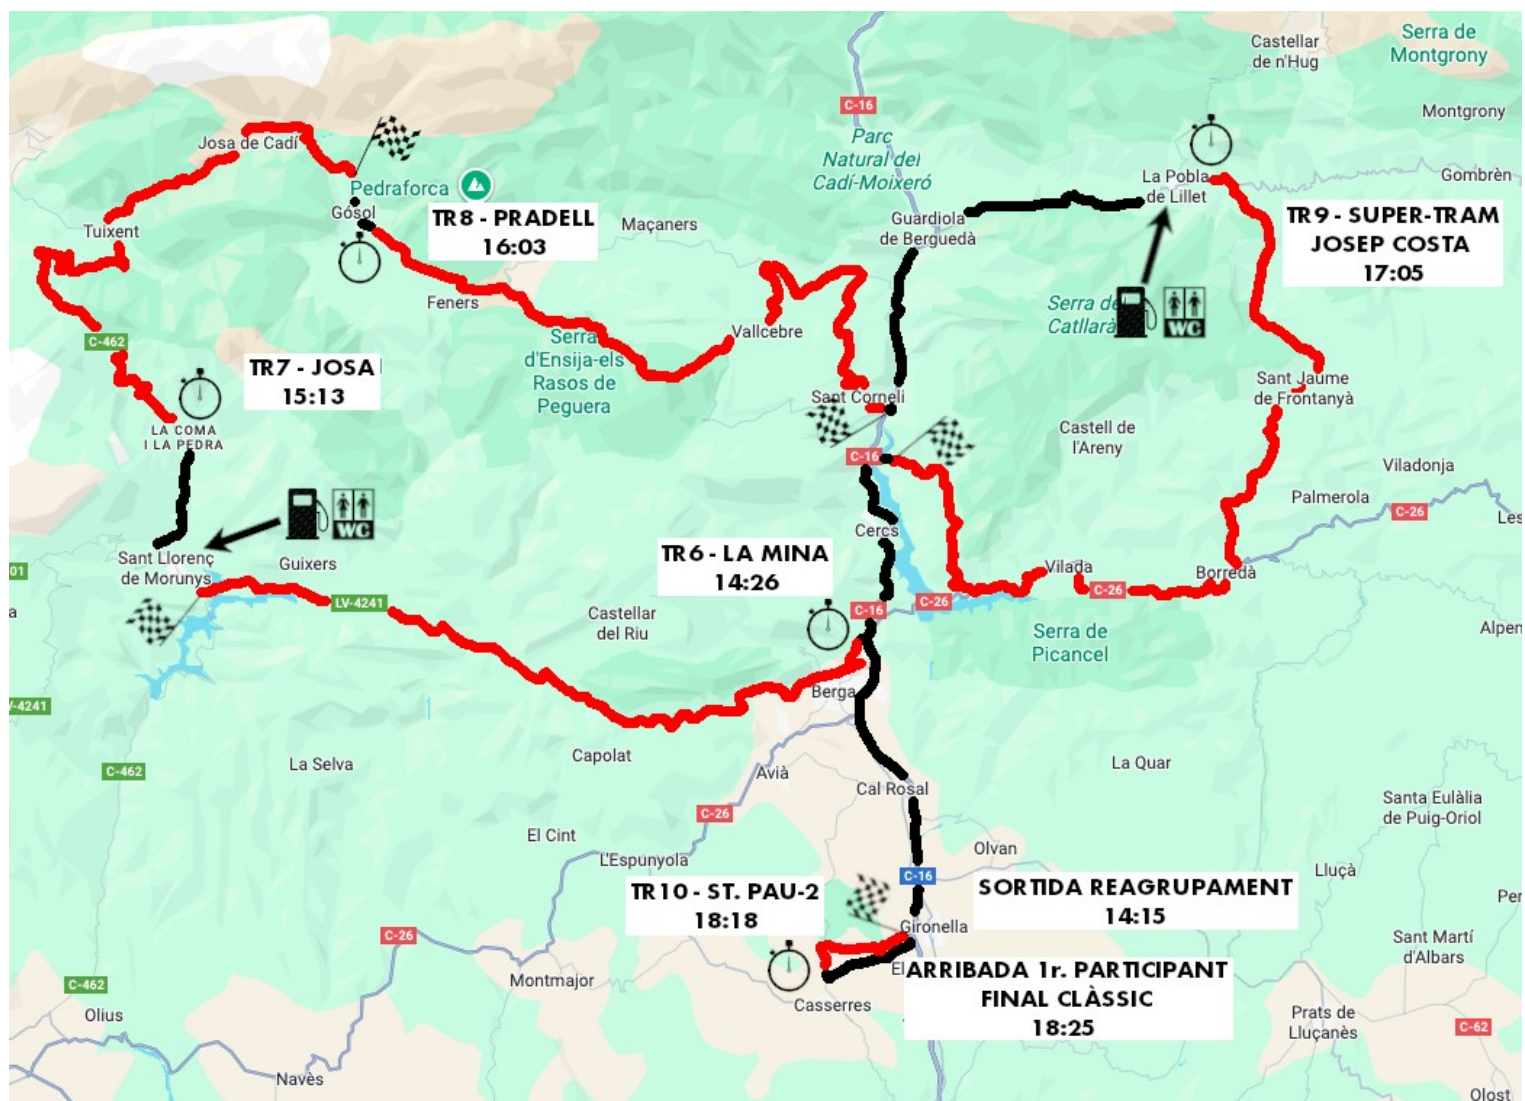 Serra de
Montgrony
Castellar
de n'Hug
C-16
Montgrony
Parc
Natural del
Cadí-Moixeró
Josa de Cadí
Pedraforca
La Pobla
de Lillet
Gombrèn
Gósol
TR8 - PRADELL
16:03
Maçaners
Guardiola
de Berguedà
TR9 - SUPER-TRAM
JOSEP COSTA
17:05
Tuixent
Feners
Serra de
Catllarà
WC
C-462
Vallcebre
Serra
d'Ensija-els
Rasos de
Peguera
TR7 - JOSA
15:13
Sant Corneli
Sant Jaume
de Frontanyà
LA COMA
I LA PEDRA
Castell de
l'Areny
C-16
Viladonja
Palmerola
C-26
Les
WC
Cercs
Sant Llorenç
de Morunys
Guixers
TR6 - LA MINA
14:26
Vilada
Borredà
01
a
LV-4241
Castellar
del Riu
C-16
C-26
C-26
Serra de
Picancel
Alpen
Berga
V-4241
Capolat
La Selva
C-462
Avià
La Quar
Cal Rosal
C-26
Santa Eulàlia
de Puig-Oriol
El Cint
L'Espunyola
Olvan
Lluçà
C-16
TR10 - ST. PAU-2
18:18
SORTIDA REAGRUPAMENT
14:15
Per
Gironella
C-26
Sant Martí
d'Albars
El
ARRIBADA 1r. PARTICIPANT
FINAL CLÀSSIC
18:25
Montmajor
C-462
Casserres
Olius
Prats de
Lluçanès
C-62
Navès
Olost